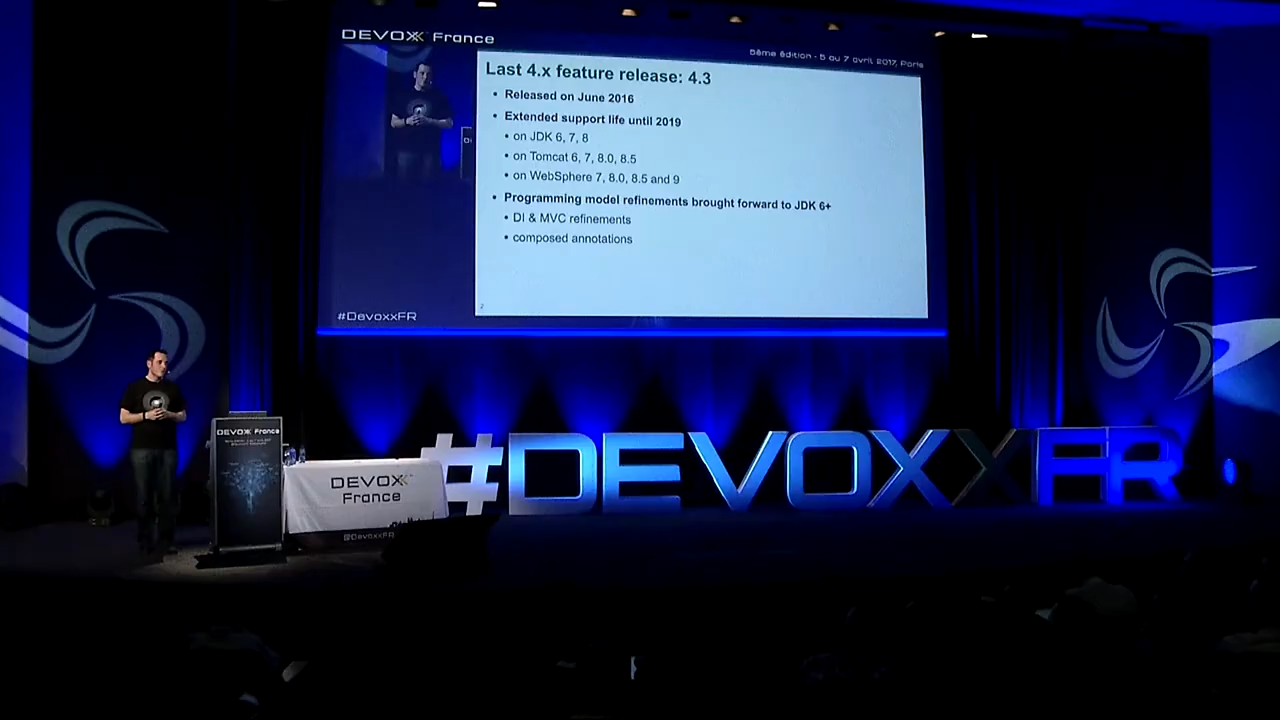 DEVOXX France
5ème édition - 5 au 7 avril 2017, Paris
Last 4.x feature release: 4.3
• Released on June 2016
• Extended support life until 2019
• on JDK 6, 7, 8
• on Tomcat 6, 7, 8.0, 8.5
• on WebSphere 7, 8.0, 8.5 and 9
• Programming model refinements brought forward to JDK 6+
• DI & MVC refinements
• composed annotations
2
#DevoxxFR
DEVOXX France
DEVOXX
France
@DevoxxFR
#DEVOXXFR